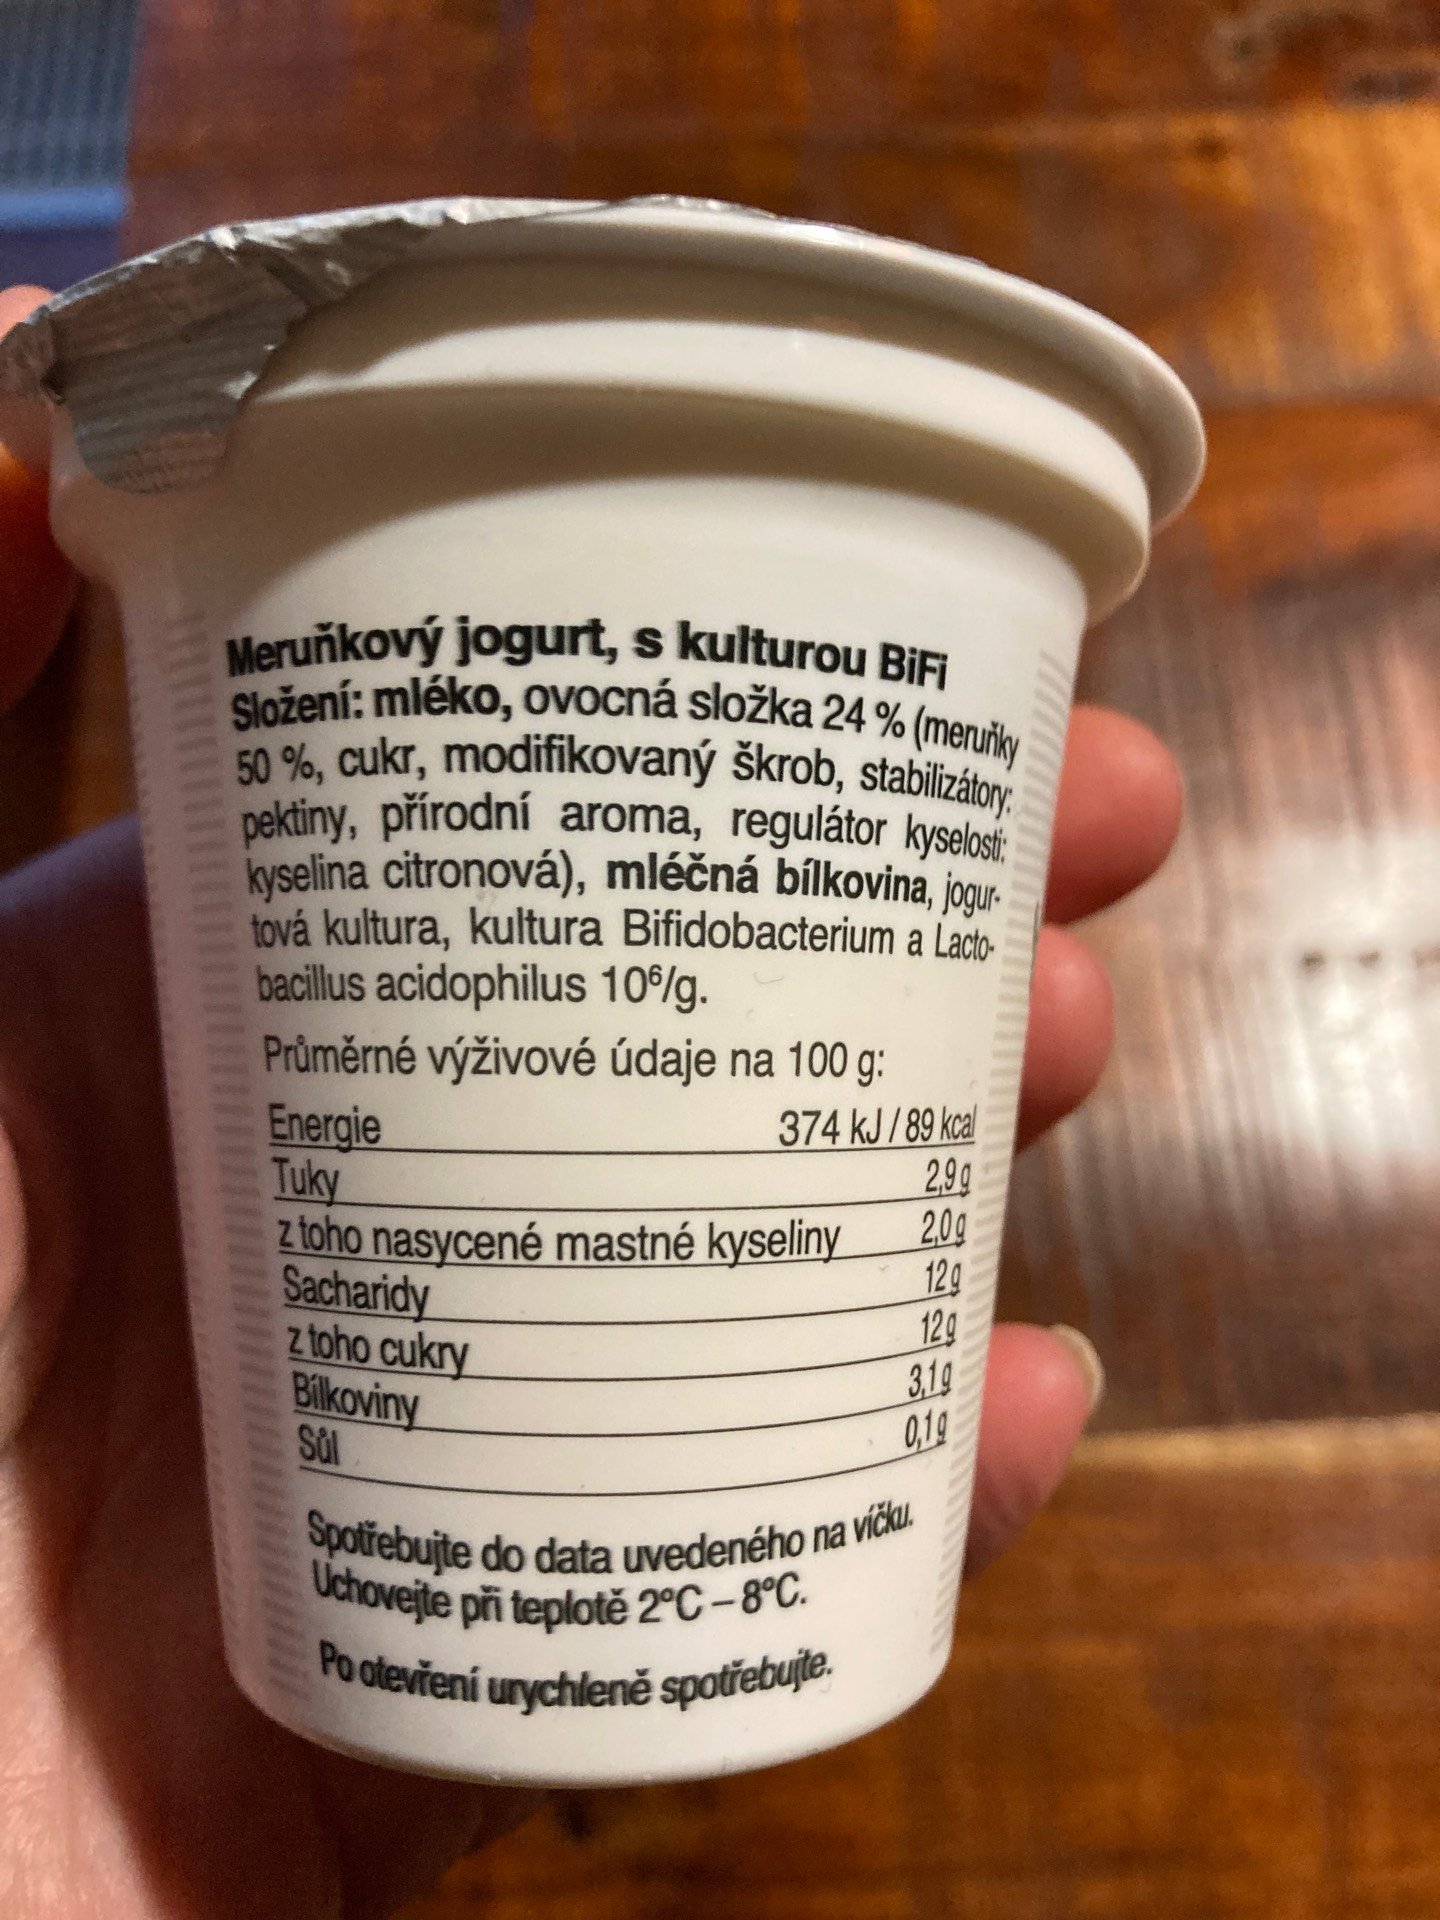 Meruňkový jogurt, s kulturou BiFi
Složení: mléko, ovocná složka 24 % (meruňky
50 %, cukr, modifikovaný škrob, stabilizátory:
pektiny, přírodní aroma, regulátor kyselosti:
kyselina citronová), mléčná bílkovina, jogur-
tová kultura, kultura Bifidobacterium a Lacto-
bacillus acidophilus 10⁶/g.
Průměrné výživové údaje na 100 g:
Energie 374 kJ / 89 kcal
Tuky 2,9 g
z toho nasycené mastné kyseliny 2,0 g
Sacharidy 12 g
z toho cukry 12 g
Bílkoviny 3,1 g
Sůl 0,1 g
Spotřebujte do data uvedeného na víčku.
Uchovejte při teplotě 2°C – 8°C.
Po otevření urychleně spotřebujte.